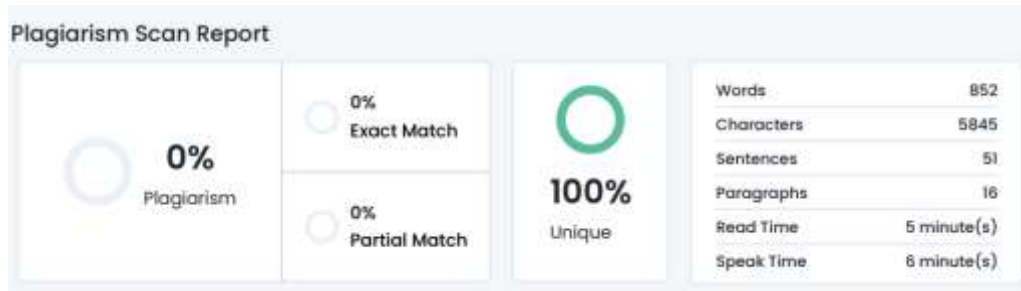 Plagiarism Scan Report
0%
Plagiarism
0%
Exact Match
0%
Partial Match
100%
Unique
Words 852
Characters 5845
Sentences 51
Paragraphs 16
Read Time 5 minute(s)
Speak Time 6 minute(s)